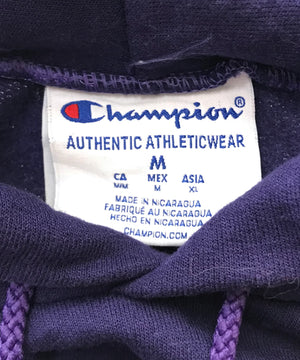 Champion®
AUTHENTIC ATHLETICWEAR
M
CA MEX ASIA
M/M M XL
MADE IN NICARAGUA
FABRIQUÉ AU NICARAGUA
HECHO EN NICARAGUA
CHAMPION.COM